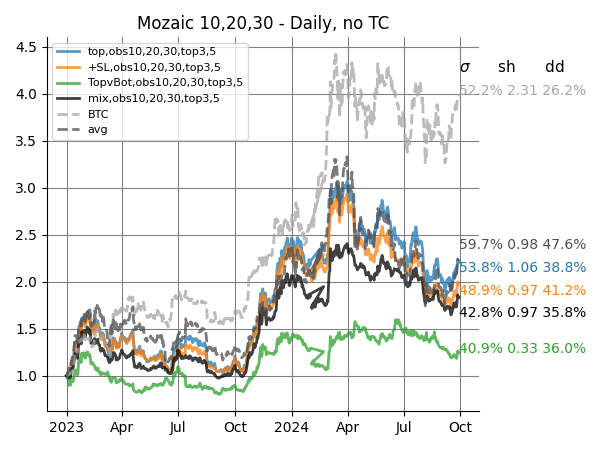 Mozaic 10,20,30 - Daily, no TC
4.5
4.0
3.5
3.0
2.5
2.0
1.5
1.0
top,obs10,20,30,top3,5
+SL,obs10,20,30,top3,5
TopvBot,obs10,20,30,top3,5
mix,obs10,20,30,top3,5
BTC
avg
σ sh dd
52.2% 2.31 26.2%
59.7% 0.98 47.6%
53.8% 1.06 38.8%
48.9% 0.97 41.2%
42.8% 0.97 35.8%
40.9% 0.33 36.0%
2023 Apr Jul Oct 2024 Apr Jul Oct